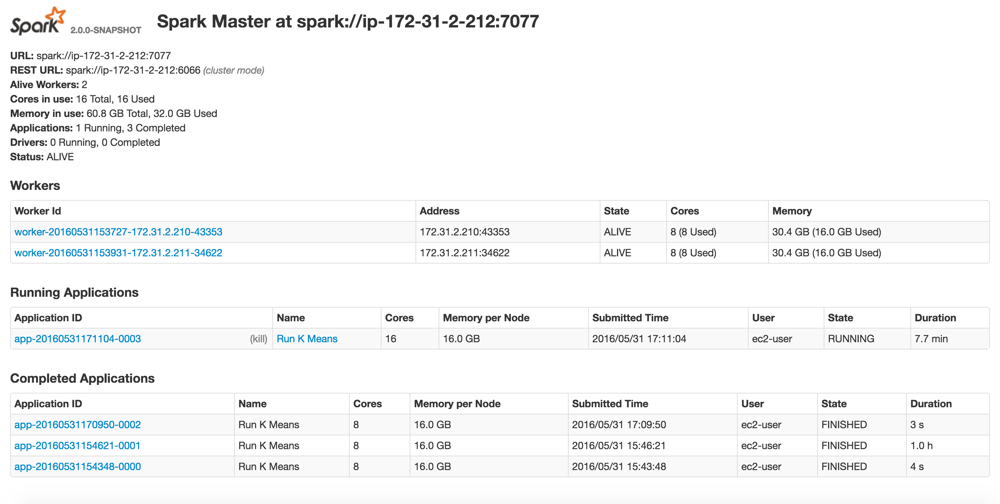 Spark 2.0.0-SNAPSHOT Spark Master at spark://ip-172-31-2-212:7077
URL: spark://ip-172-31-2-212:7077
REST URL: spark://ip-172-31-2-212:6066 (cluster mode)
Alive Workers: 2
Cores in use: 16 Total, 16 Used
Memory in use: 60.8 GB Total, 32.0 GB Used
Applications: 1 Running, 3 Completed
Drivers: 0 Running, 0 Completed
Status: ALIVE
Workers
Worker Id Address State Cores Memory
worker-20160531153727-172.31.2.210-43353 172.31.2.210:43353 ALIVE 8 (8 Used) 30.4 GB (16.0 GB Used)
worker-20160531153931-172.31.2.211-34622 172.31.2.211:34622 ALIVE 8 (8 Used) 30.4 GB (16.0 GB Used)
Running Applications
Application ID Name Cores Memory per Node Submitted Time User State Duration
app-20160531171104-0003 (kill) Run K Means 16 16.0 GB 2016/05/31 17:11:04 ec2-user RUNNING 7.7 min
Completed Applications
Application ID Name Cores Memory per Node Submitted Time User State Duration
app-20160531170950-0002 Run K Means 8 16.0 GB 2016/05/31 17:09:50 ec2-user FINISHED 3 s
app-20160531154621-0001 Run K Means 8 16.0 GB 2016/05/31 15:46:21 ec2-user FINISHED 1.0 h
app-20160531154348-0000 Run K Means 8 16.0 GB 2016/05/31 15:43:48 ec2-user FINISHED 4 s